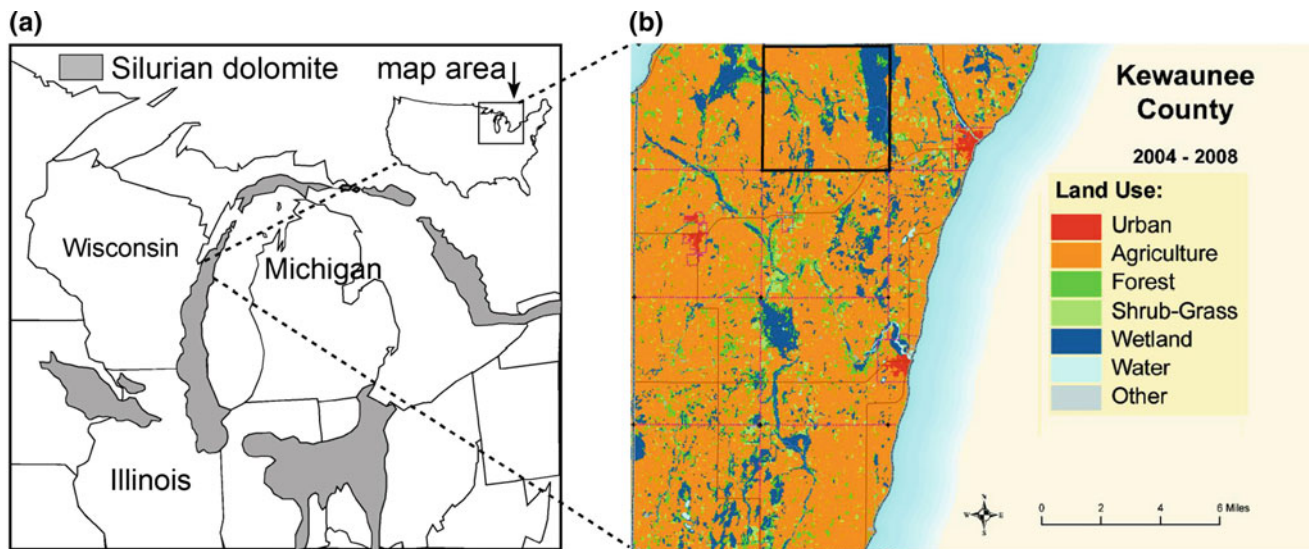 (a)
Silurian dolomite
map area
Wisconsin
Michigan
Illinois
(b)
Kewaunee
County
2004 - 2008
Land Use:
Urban
Agriculture
Forest
Shrub-Grass
Wetland
Water
Other
N
W
E
S
0 2 4 6 Miles